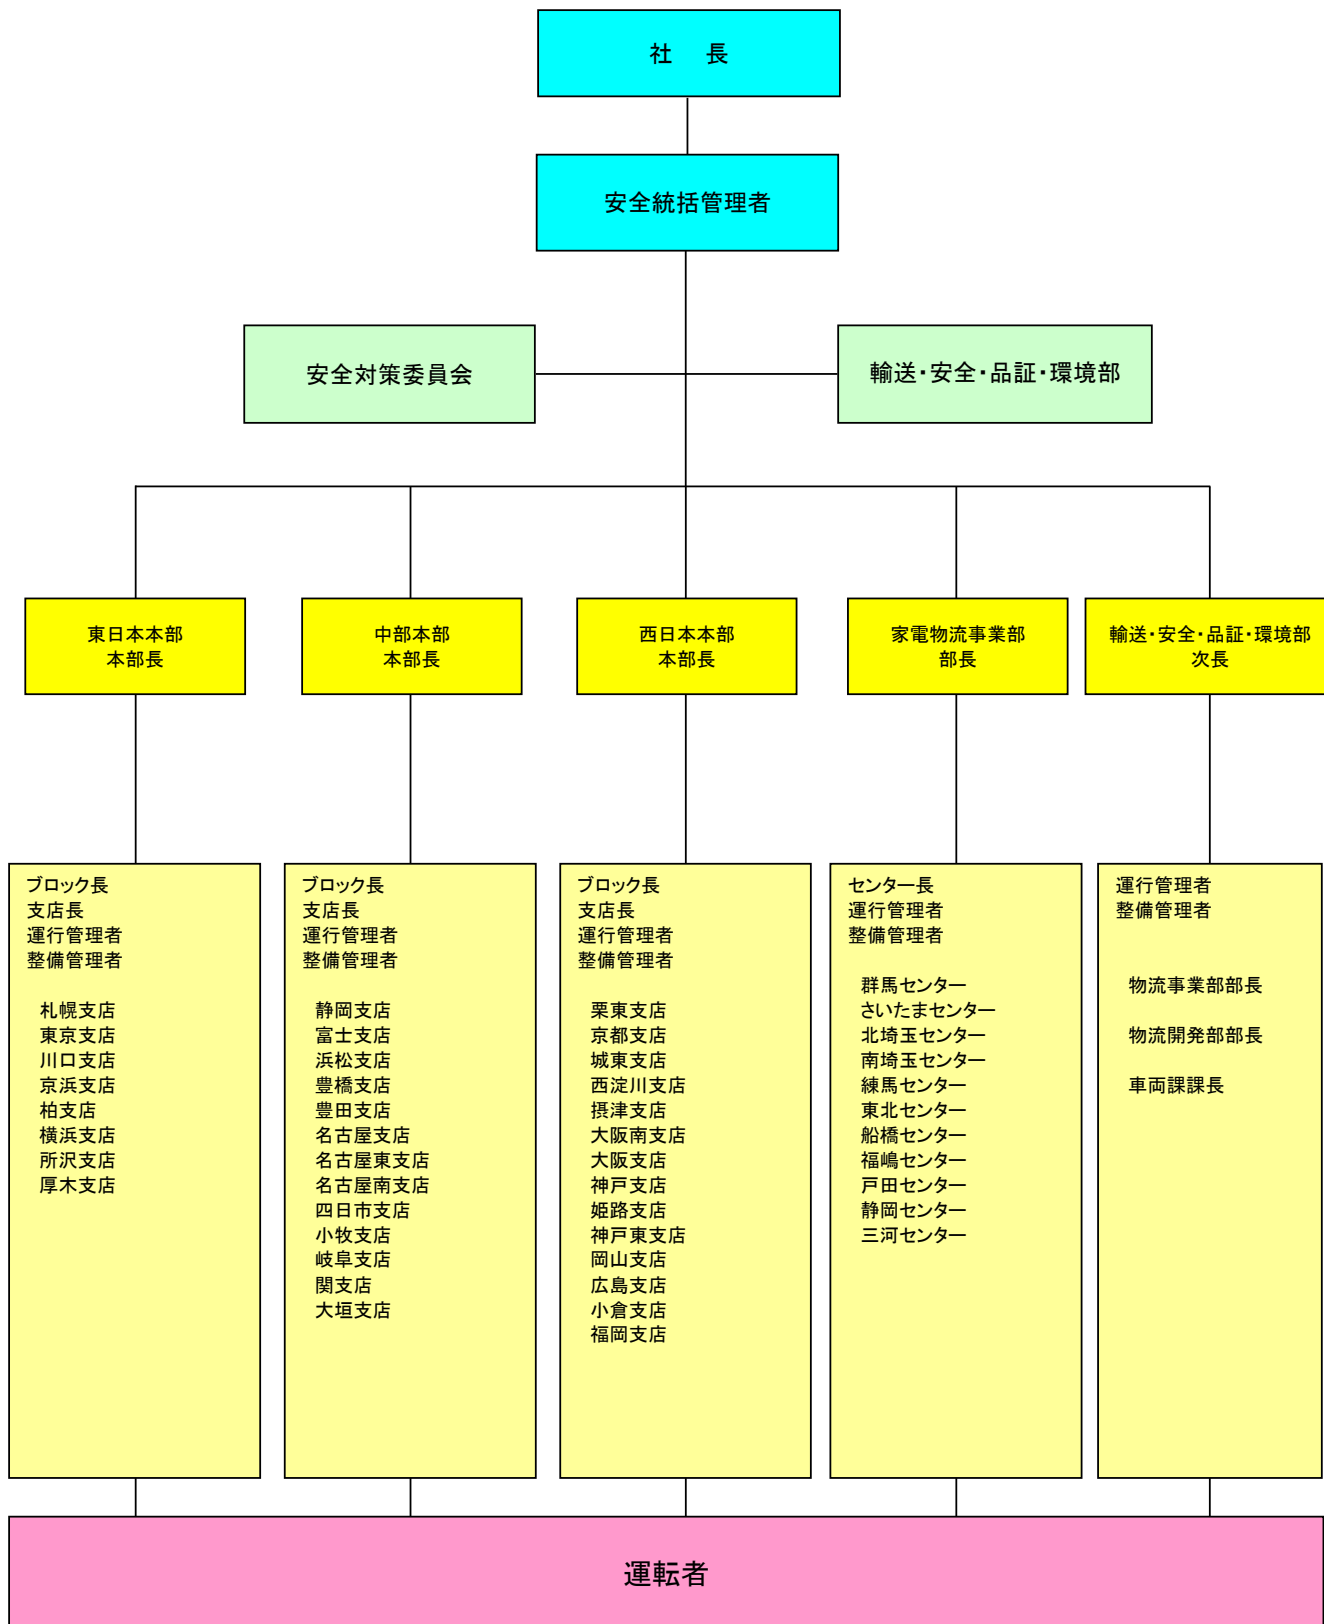 社　長
安全統括管理者
安全対策委員会
輸送・安全・品証・環境部
東日本本部
本部長
中部本部
本部長
西日本本部
本部長
家電物流事業部
部長
輸送・安全・品証・環境部
次長
ブロック長
支店長
運行管理者
整備管理者
札幌支店
東京支店
川口支店
京浜支店
柏支店
横浜支店
所沢支店
厚木支店
ブロック長
支店長
運行管理者
整備管理者
静岡支店
富士支店
浜松支店
豊橋支店
豊田支店
名古屋支店
名古屋東支店
名古屋南支店
四日市支店
小牧支店
岐阜支店
関支店
大垣支店
ブロック長
支店長
運行管理者
整備管理者
栗東支店
京都支店
城東支店
西淀川支店
摂津支店
大阪南支店
大阪支店
神戸支店
姫路支店
神戸東支店
岡山支店
広島支店
小倉支店
福岡支店
センター長
運行管理者
整備管理者
群馬センター
さいたまセンター
北埼玉センター
南埼玉センター
練馬センター
東北センター
船橋センター
福嶋センター
戸田センター
静岡センター
三河センター
運行管理者
整備管理者
物流事業部部長
物流開発部部長
車両課課長
運転者